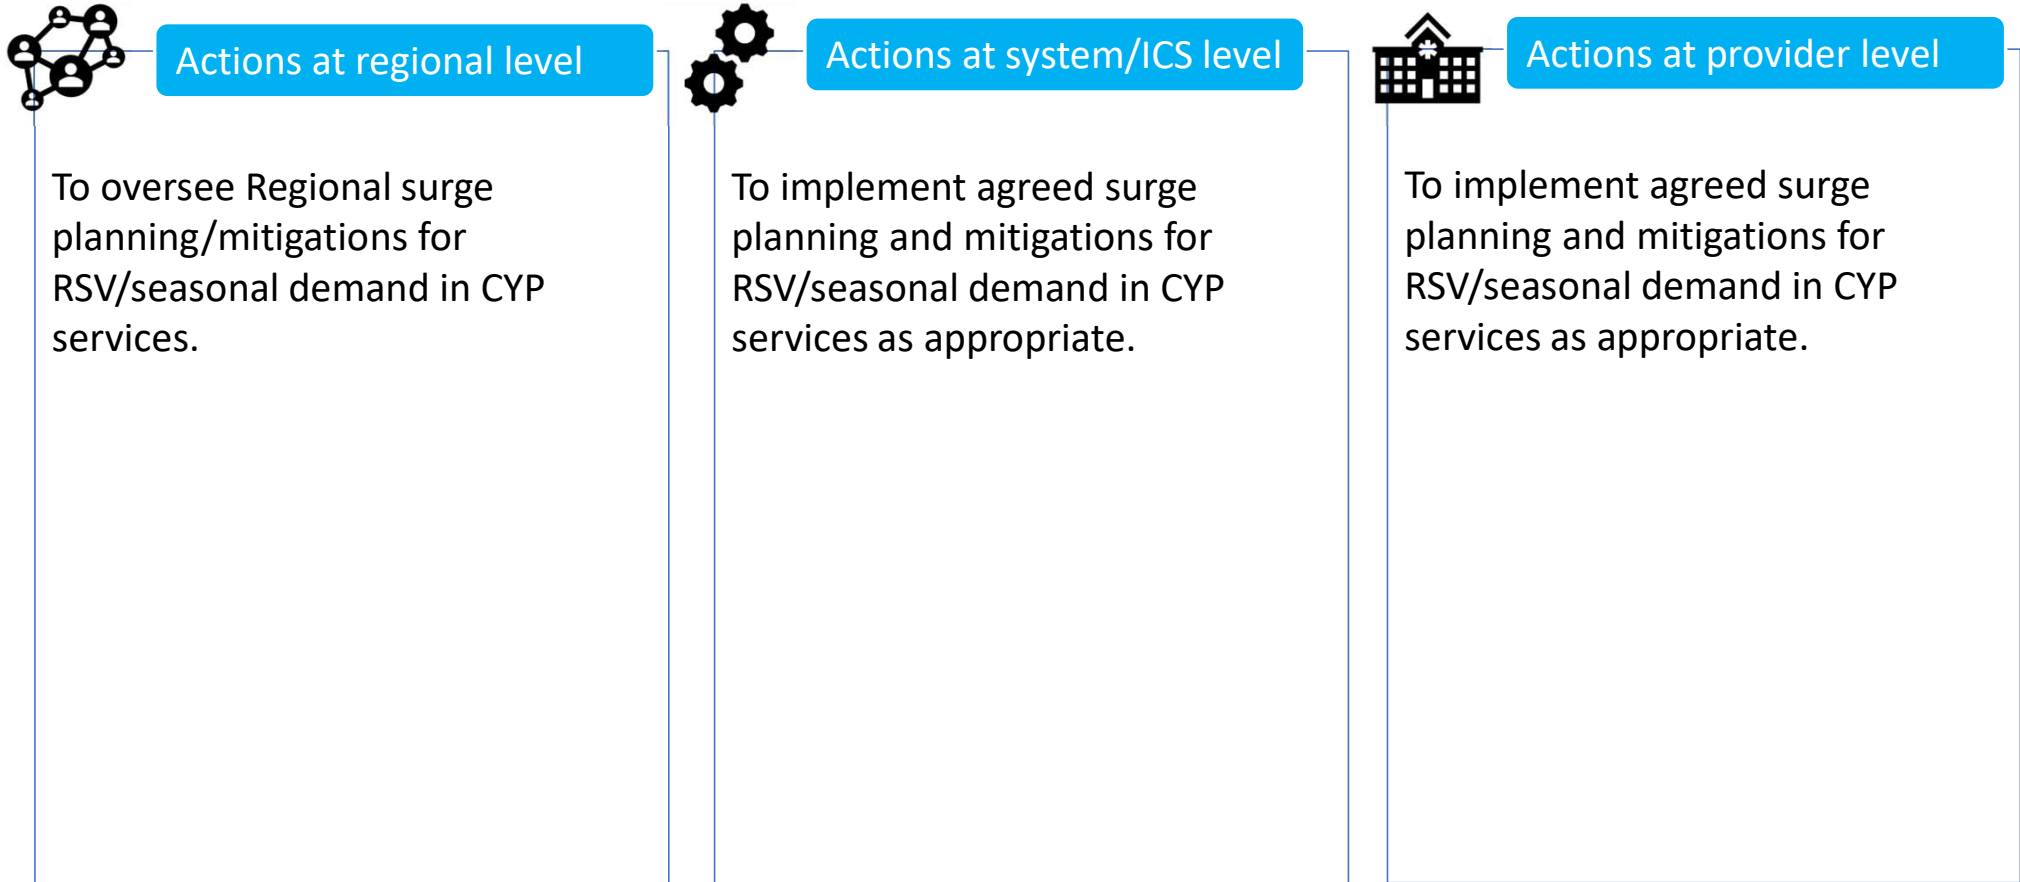 Actions at regional level
To oversee Regional surge
planning/mitigations for
RSV/seasonal demand in CYP
services.
Actions at system/ICS level
To implement agreed surge
planning and mitigations for
RSV/seasonal demand in CYP
services as appropriate.
Actions at provider level
To implement agreed surge
planning and mitigations for
RSV/seasonal demand in CYP
services as appropriate.